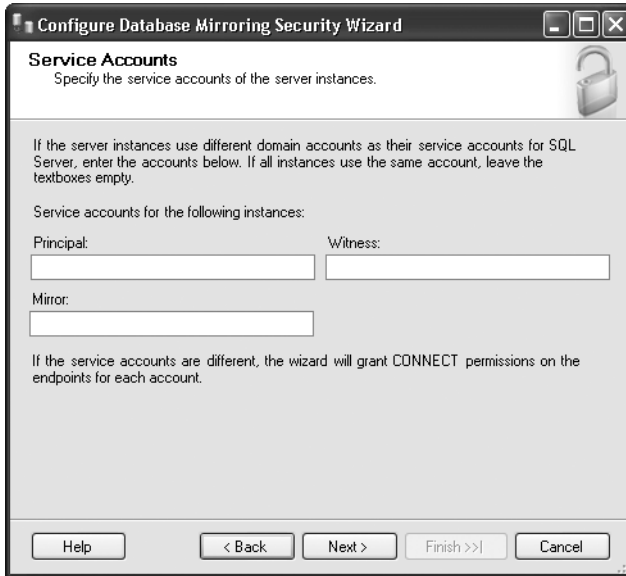 Configure Database Mirroring Security Wizard
Service Accounts
Specify the service accounts of the server instances.
If the server instances use different domain accounts as their service accounts for SQL
Server, enter the accounts below. If all instances use the same account, leave the
textboxes empty.
Service accounts for the following instances:
Principal:
Witness:
Mirror:
If the service accounts are different, the wizard will grant CONNECT permissions on the
endpoints for each account.
Help
< Back
Next >
Finish >>|
Cancel